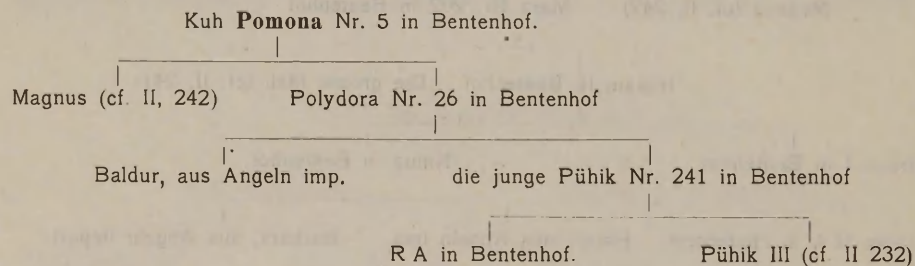 Kuh Pomona Nr. 5 in Bentenhof.
Magnus (cf. II, 242) Polydora Nr. 26 in Bentenhof
Baldur, aus Angeln imp. die junge Pühik Nr. 241 in Bentenhof
R A in Bentenhof. Pühik III (cf. II 232)